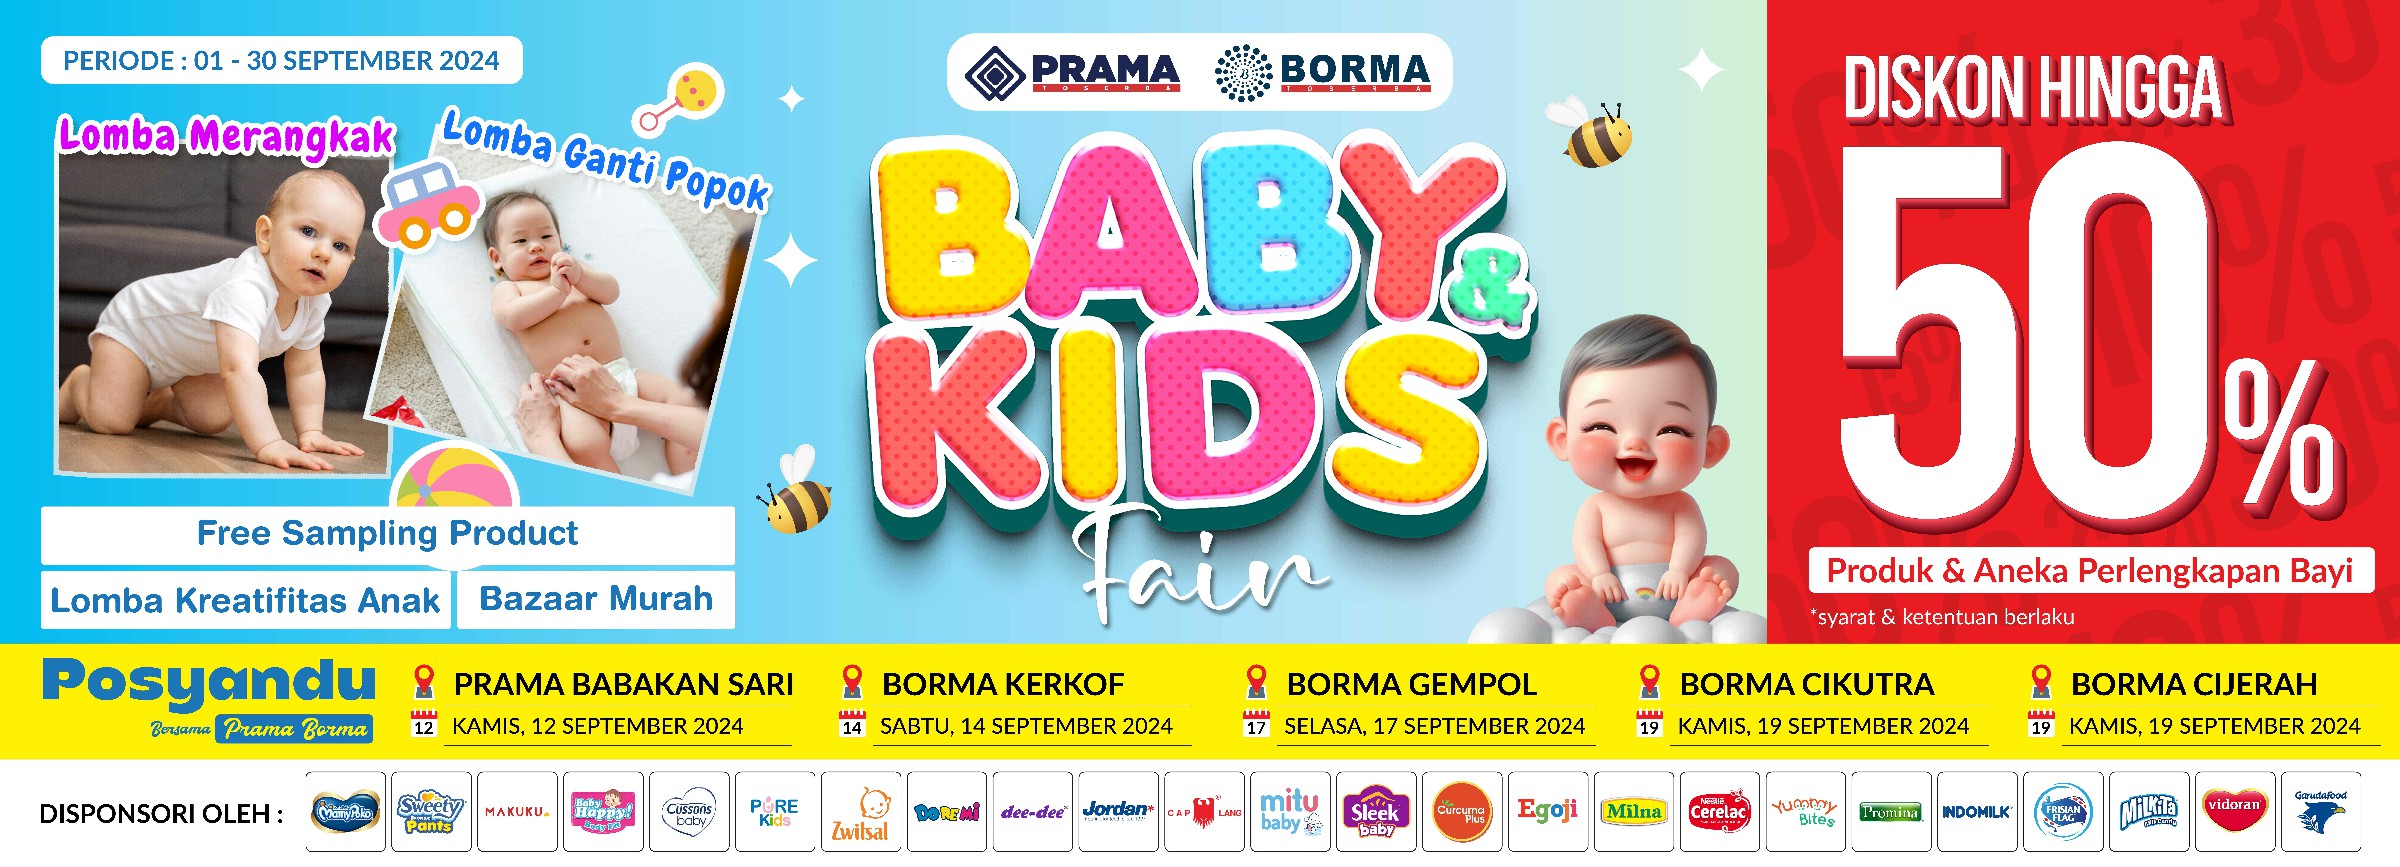 PERIODE : 01 - 30 SEPTEMBER 2024
Lomba Merangkak
Lomba Ganti Popok
Free Sampling Product
Lomba Kreatifitas Anak
Bazaar Murah
PRAMA
TOSERBA
BORMA
TOSERBA
BABY &
KIDS
Fair
DISKON HINGGA
50%
Produk & Aneka Perlengkapan Bayi
*syarat & ketentuan berlaku
Posyandu
Bersama Prama Borma
PRAMA BABAKAN SARI
12 KAMIS, 12 SEPTEMBER 2024
BORMA KERKOF
14 SABTU, 14 SEPTEMBER 2024
BORMA GEMPOL
17 SELASA, 17 SEPTEMBER 2024
BORMA CIKUTRA
19 KAMIS, 19 SEPTEMBER 2024
BORMA CIJERAH
19 KAMIS, 19 SEPTEMBER 2024
DISPONSORI OLEH :
MamyPoko
Sweety
Pants
MAKUKU
Baby Happy!
Body Fit
Cussons
baby
PURE
Kids
Zwitsal
DOREMI
dee-dee
Jordan*
CAP LANG
mitu
baby
Sleek
baby
Curcuma
Plus
Egoji
Milna
Nestle
Cerelac
Yummy
Bites
Promina
INDOMILK
FRISIAN
FLAG
MilKita
vidoran
Garudafood